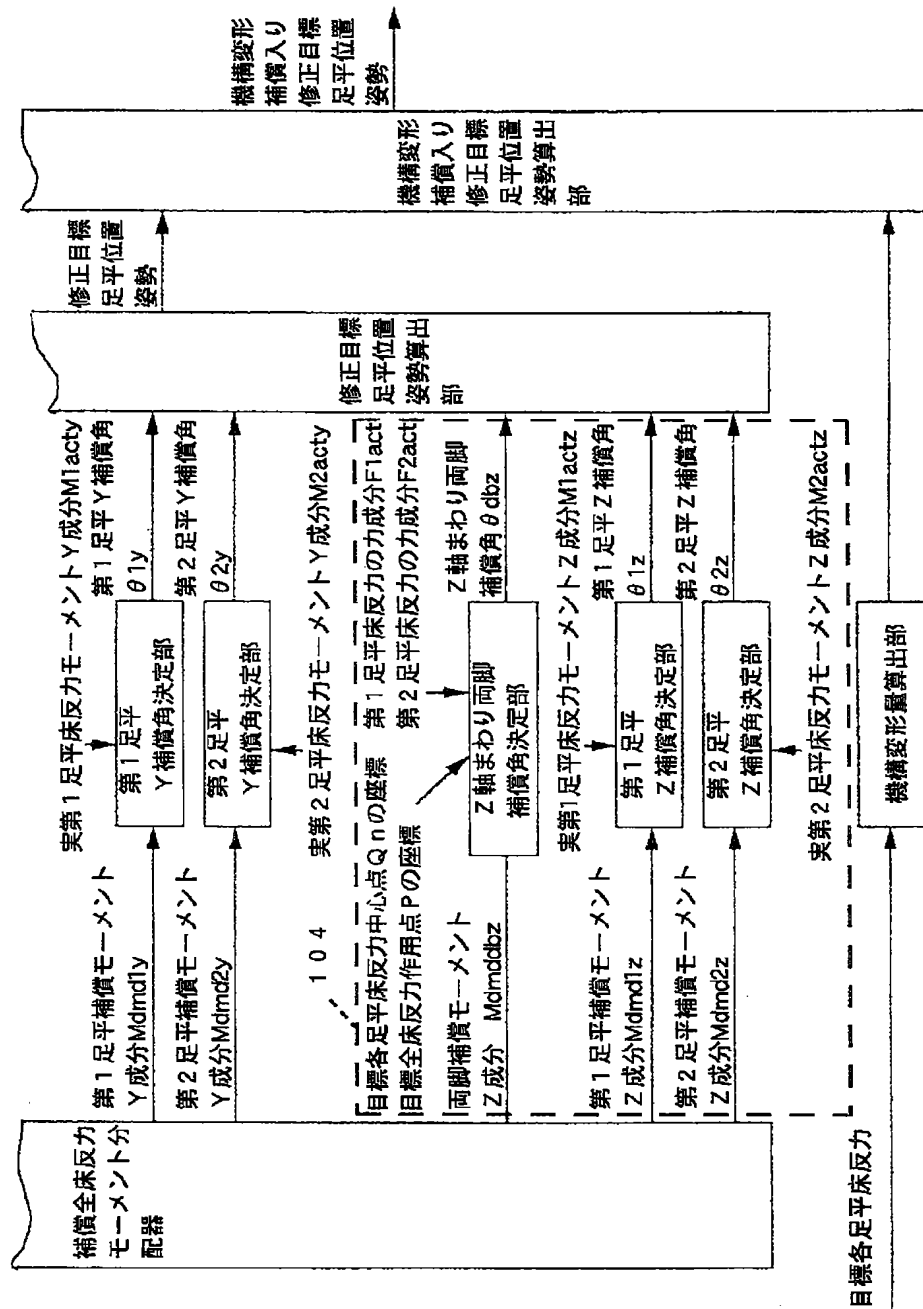 補償全床反力
モーメント分
配器
第1足平補償モーメント
Y成分Mdmd1y
第2足平補償モーメント
Y成分Mdmd2y
104
目標各足平床反力中心点Qnの座標
目標全床反力作用点Pの座標
両脚補償モーメント
Z成分 Mdmddbz
第1足平補償モーメント
Z成分Mdmd1z
第2足平補償モーメント
Z成分Mdmd2z
目標各足平床反力
実第1足平床反力モーメントY成分M1acty
第1足平
Y補償角決定部
第2足平
Y補償角決定部
実第2足平床反力モーメントY成分M2acty
第1足平床反力の力成分F1act
第2足平床反力の力成分F2act
Z軸まわり両脚
補償角決定部
実第1足平床反力モーメントZ成分M1actz
第1足平
Z補償角決定部
第2足平
Z補償角決定部
実第2足平床反力モーメントZ成分M2actz
機構変形量算出部
第1足平Y補償角
θ1y
第2足平Y補償角
θ2y
Z軸まわり両脚
補償角θdbz
第1足平Z補償角
θ1z
第2足平Z補償角
θ2z
修正目標
足平位置
姿勢算出
部
修正目標
足平位置
姿勢
機構変形
補償入り
修正目標
足平位置
姿勢算出
部
機構変形
補償入り
修正目標
足平位置
姿勢